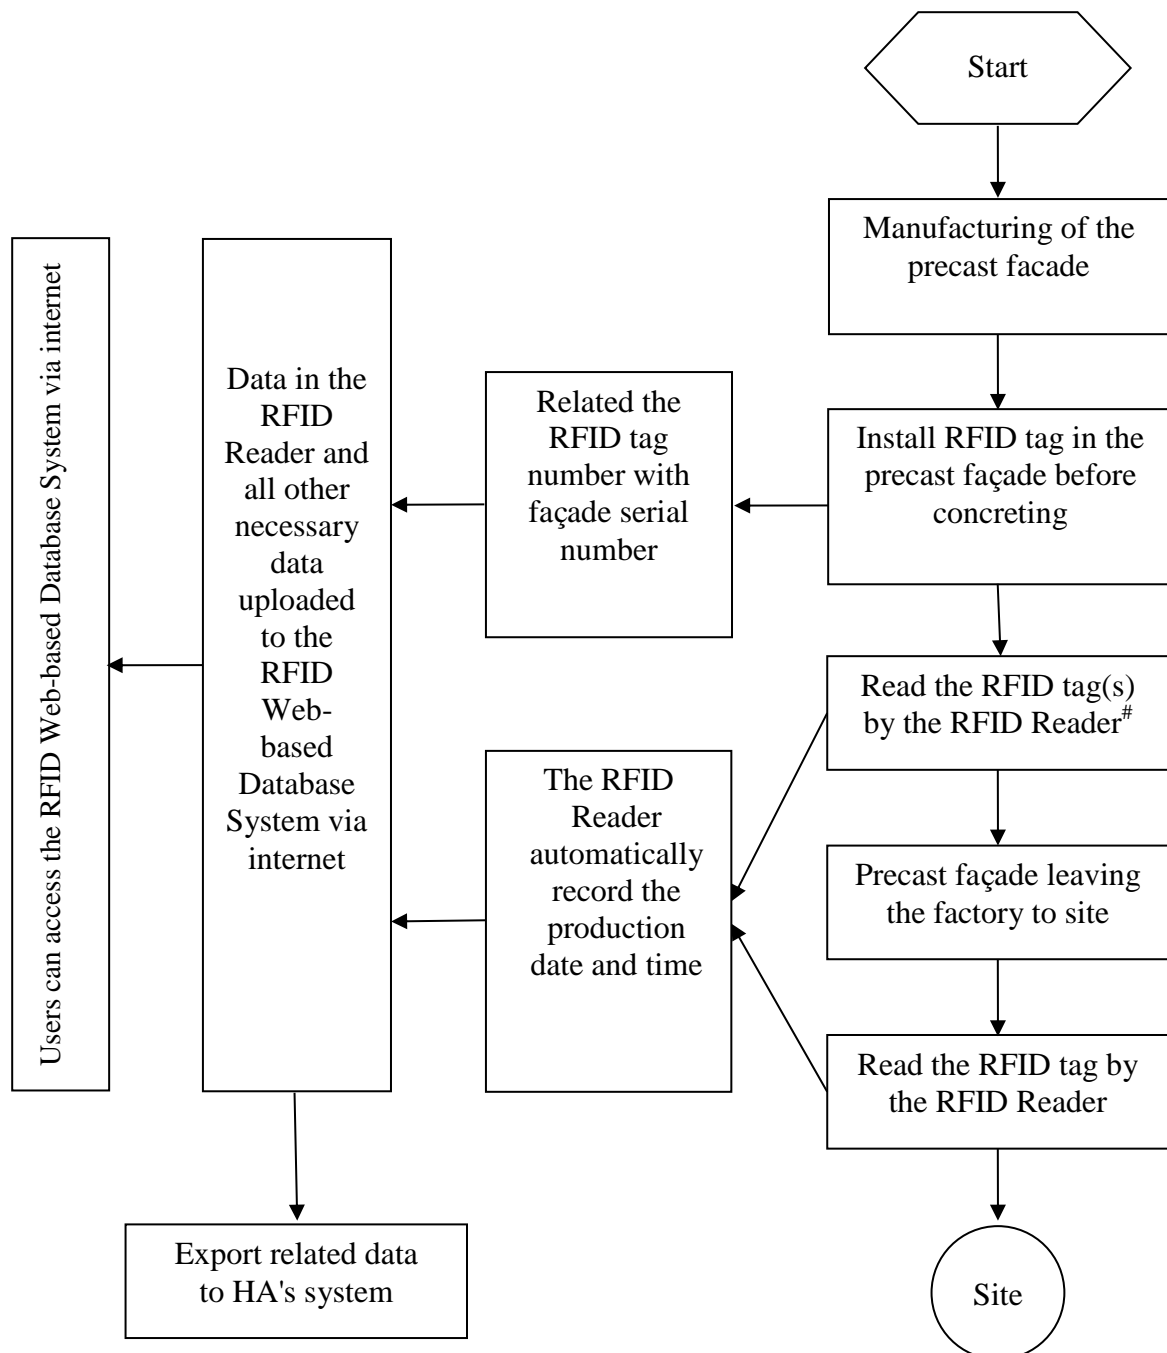 Start
Manufacturing of the
precast facade
Install RFID tag in the
precast façade before
concreting
Related the
RFID tag
number with
façade serial
number
Data in the
RFID
Reader and
all other
necessary
data
uploaded
to the
RFID
Web-
based
Database
System via
internet
Users can access the RFID Web-based Database System via internet
Read the RFID tag(s)
by the RFID Reader#
The RFID
Reader
automatically
record the
production
date and time
Precast façade leaving
the factory to site
Read the RFID tag by
the RFID Reader
Export related data
to HA's system
Site